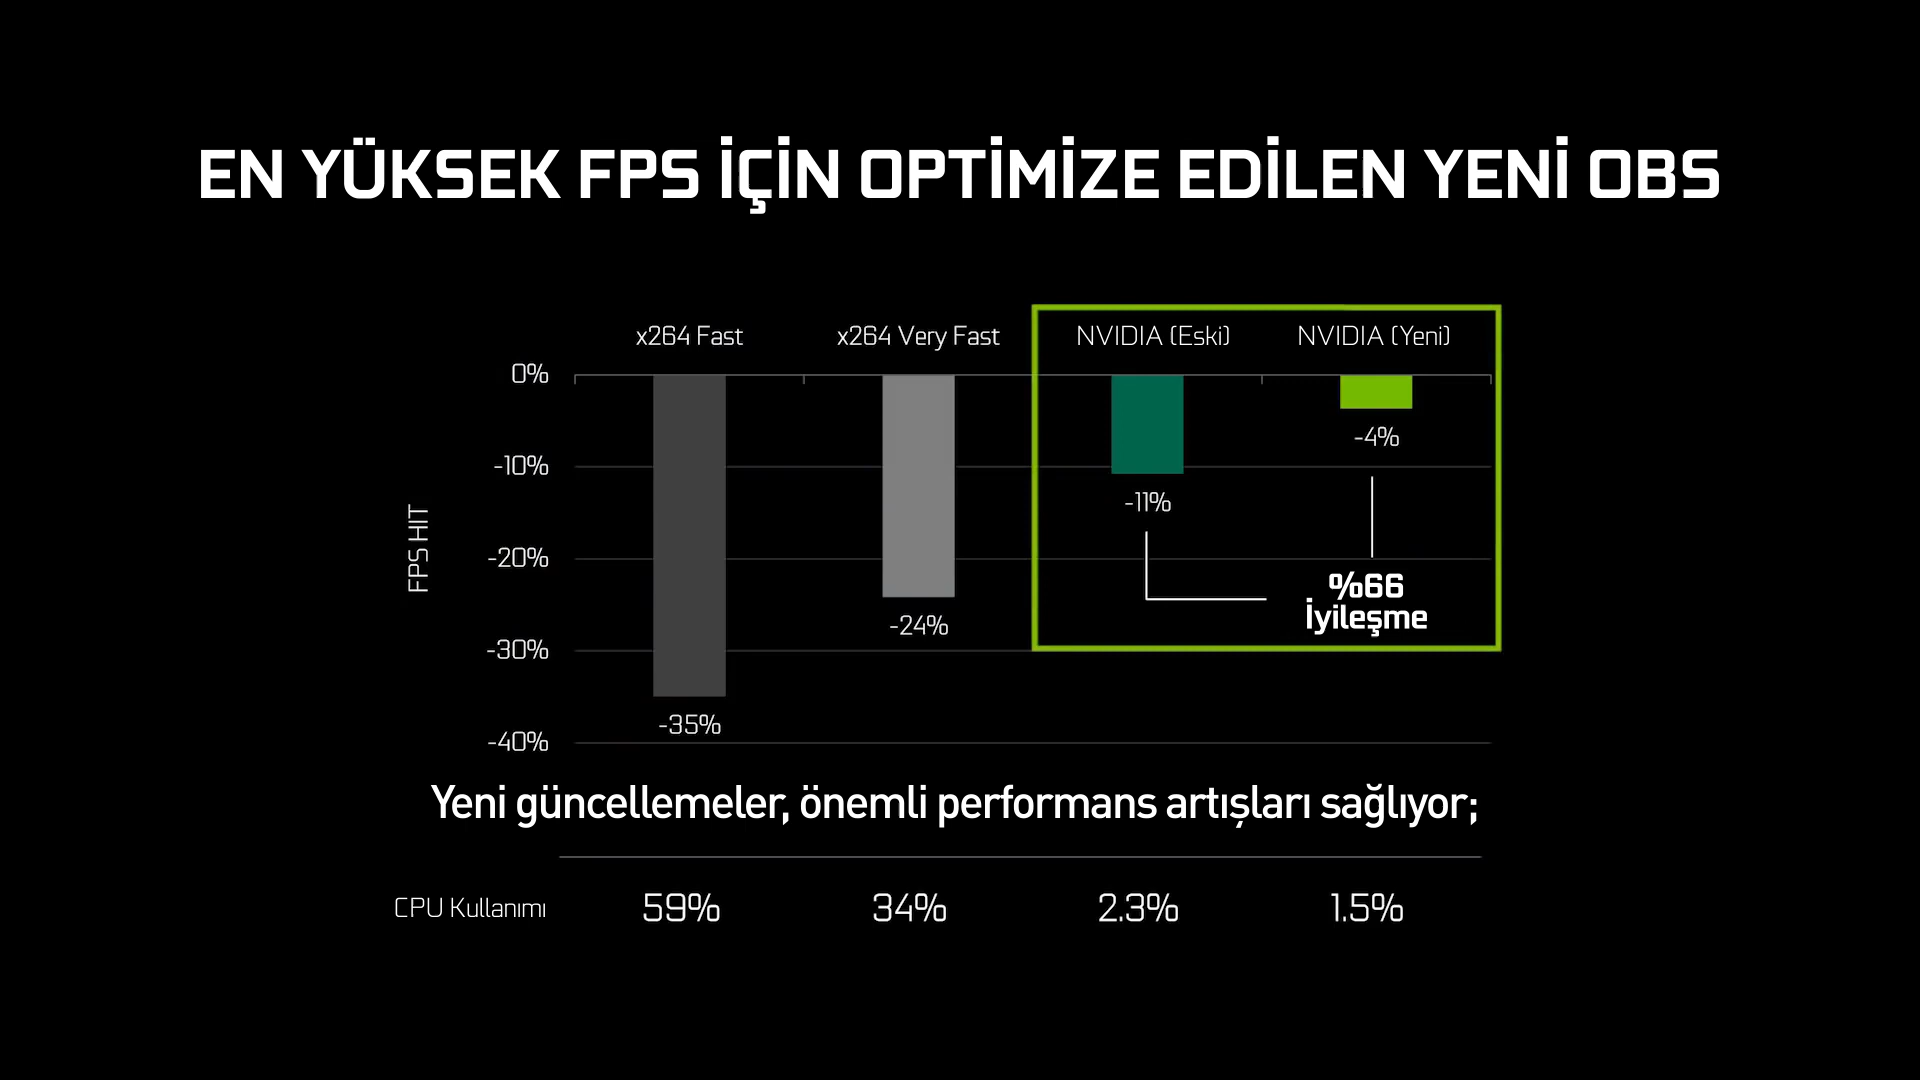 EN YÜKSEK FPS İÇİN OPTİMİZE EDİLEN YENİ OBS
x264 Fast
x264 Very Fast
NVIDIA (Eski)
NVIDIA (Yeni)
0%
-10%
-20%
-30%
-40%
FPS HIT
-35%
-24%
-11%
-4%
%66
İyileşme
Yeni güncellemeler, önemli performans artışları sağlıyor;
CPU Kullanımı 59% 34% 2.3% 1.5%